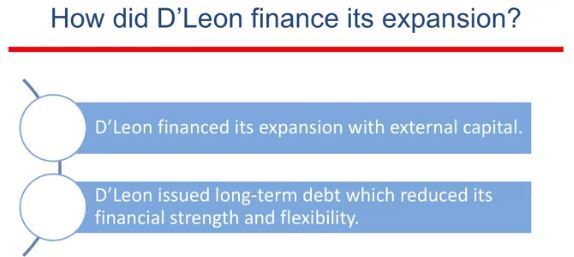 How did D’Leon finance its expansion?
D’Leon financed its expansion with external capital.
D’Leon issued long-term debt which reduced its
financial strength and flexibility.